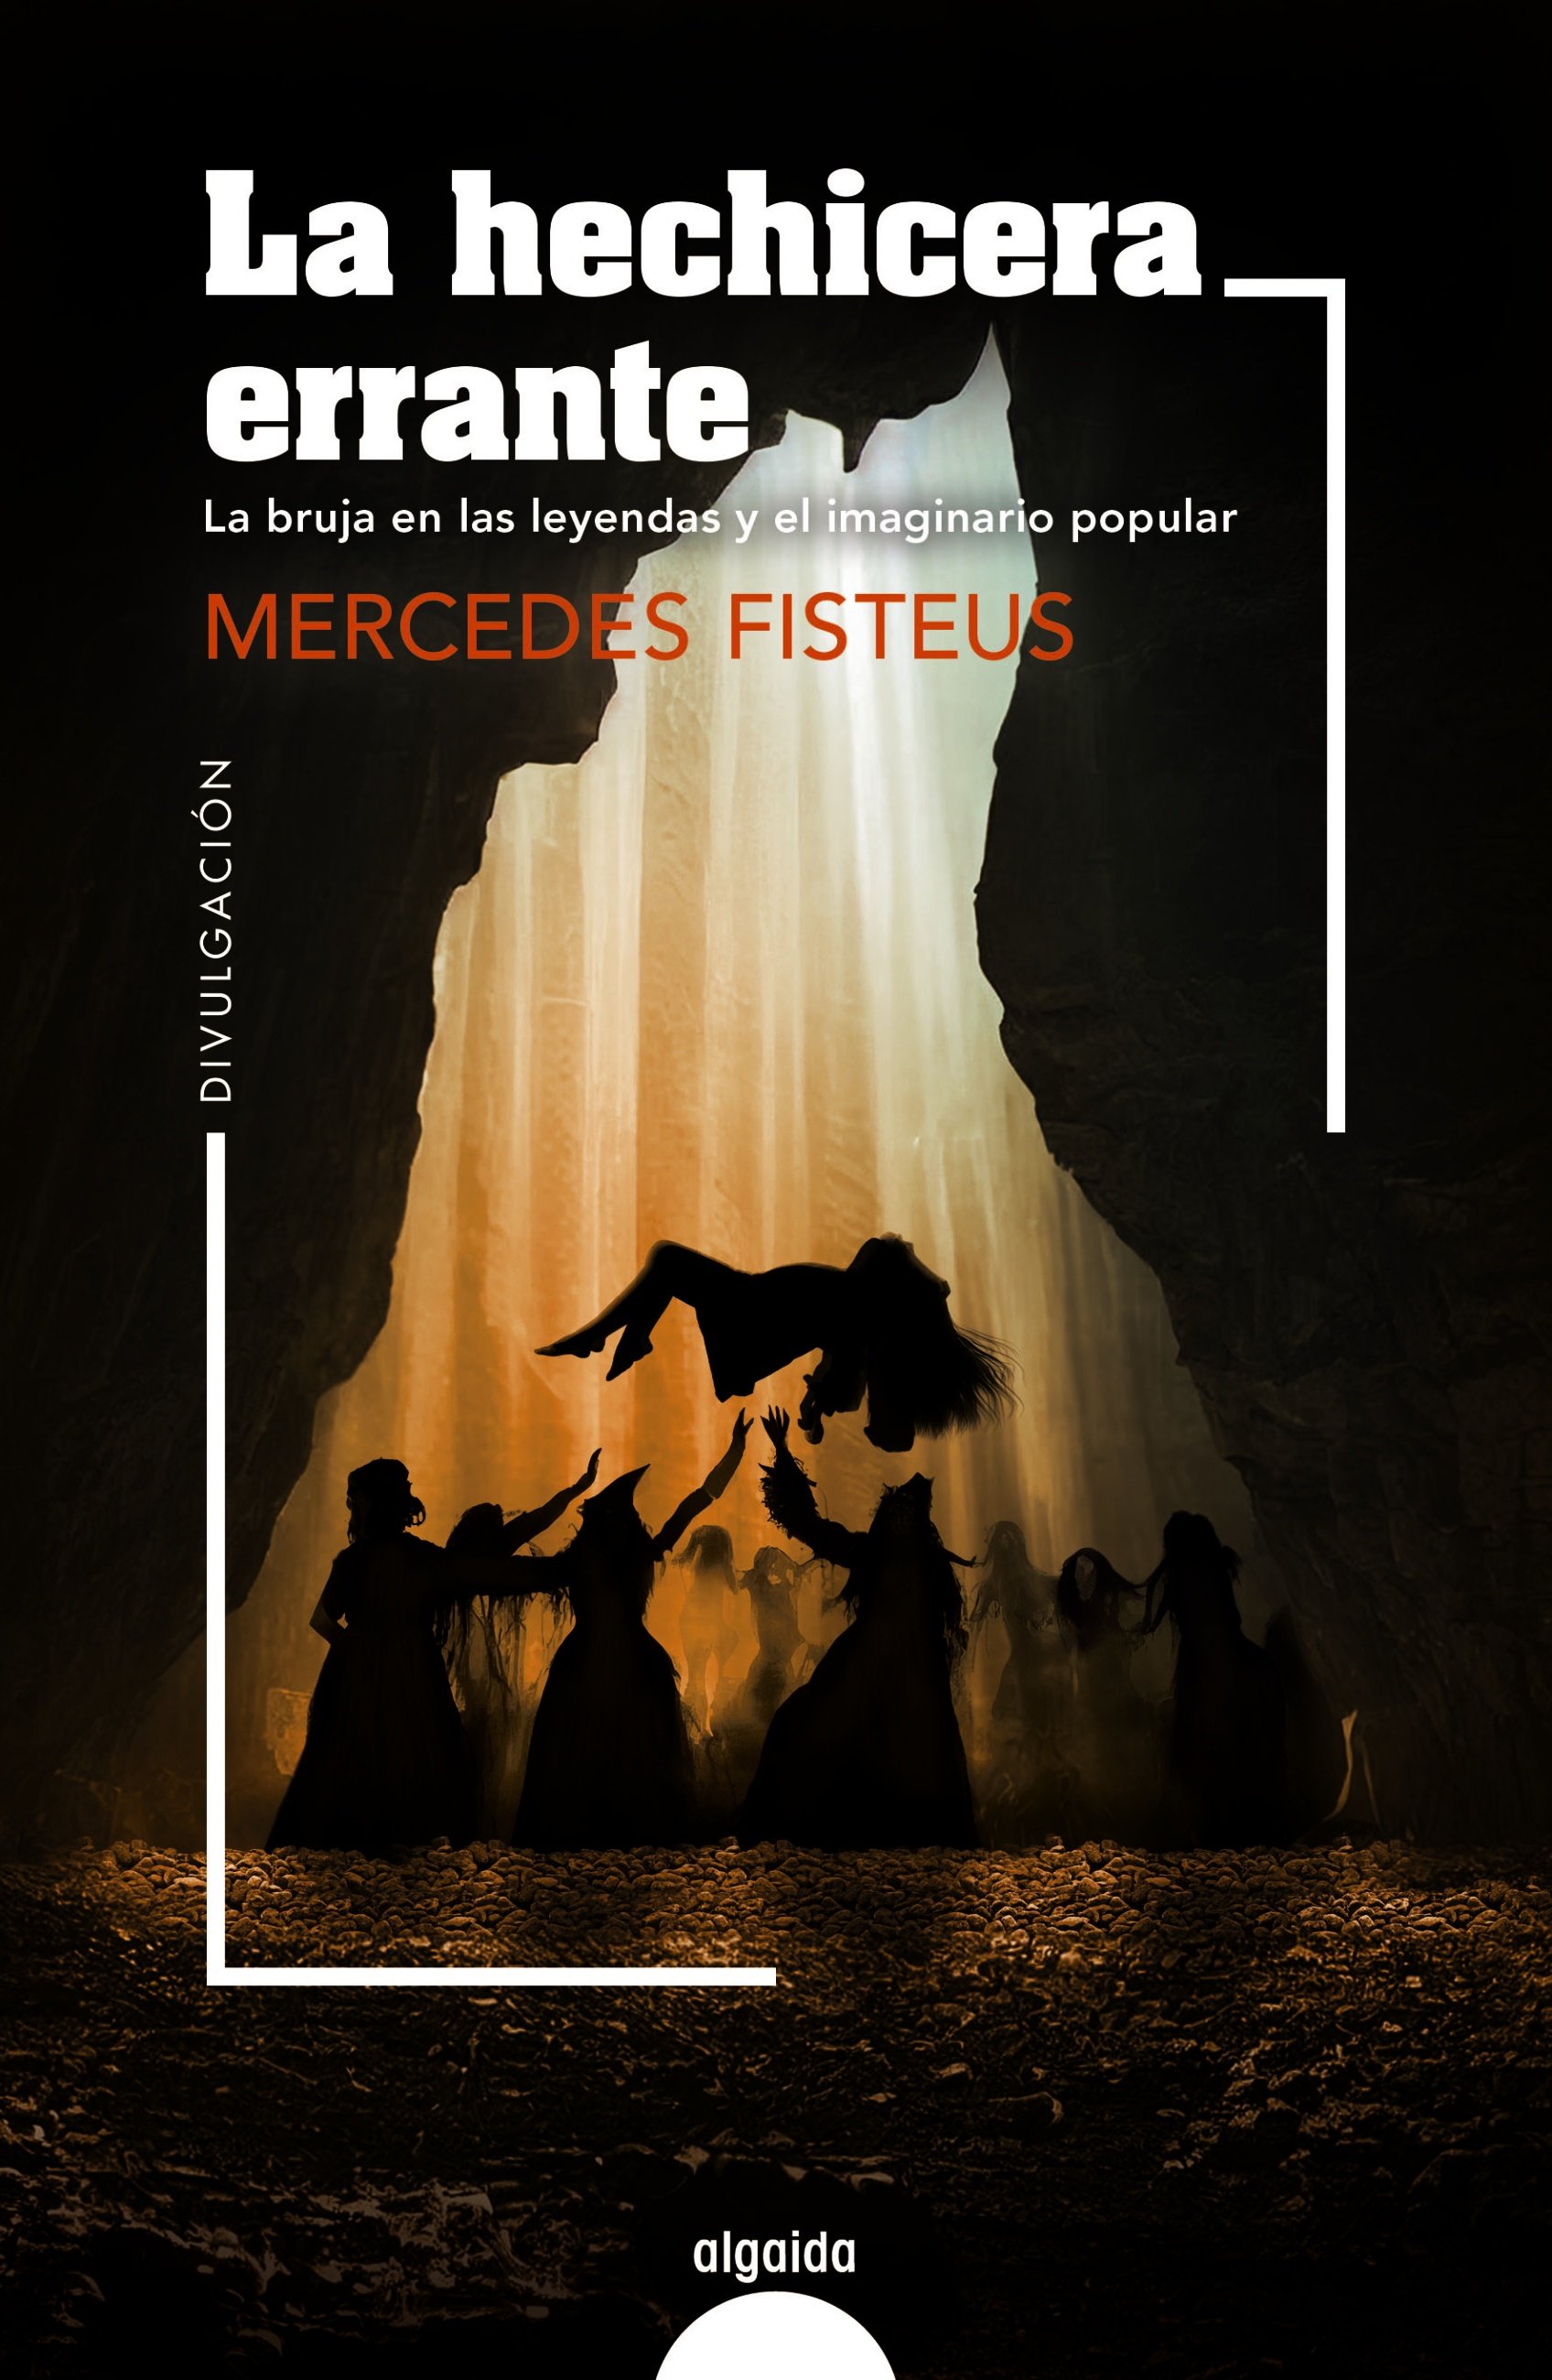 La hechicera
errante
La bruja en las leyendas y el imaginario popular
MERCEDES FISTEUS
DIVULGACIÓN
algaida